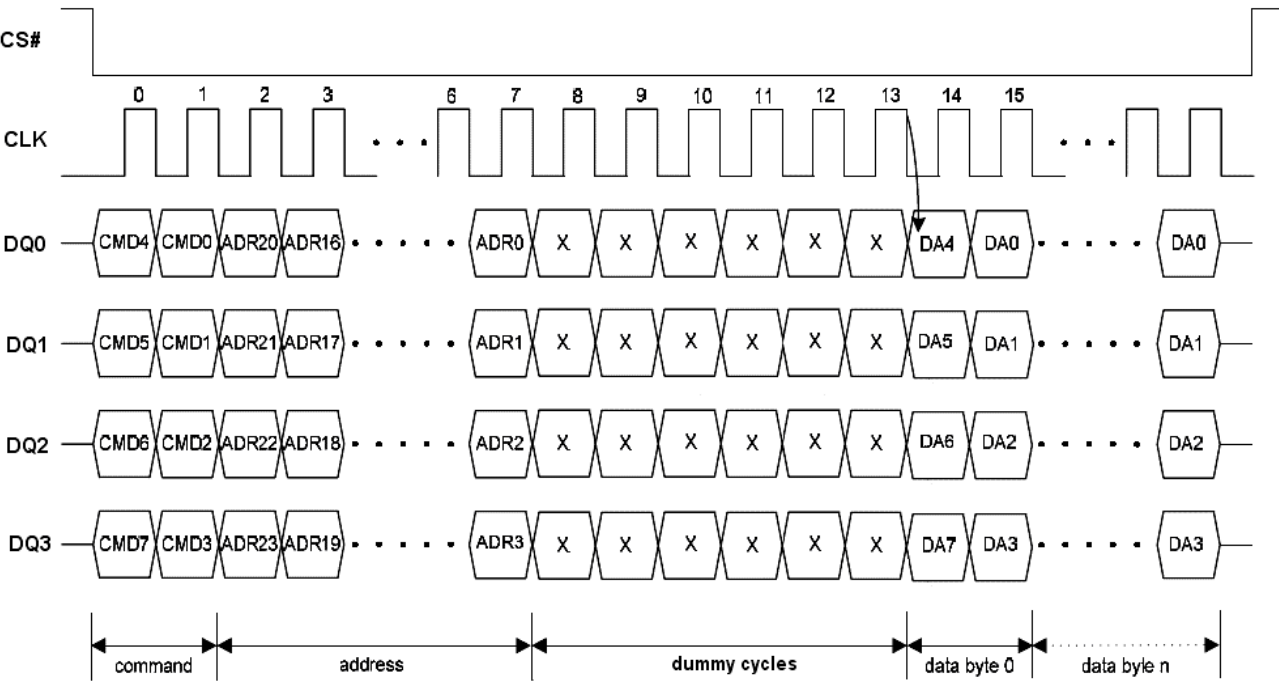 CS#
0 1 2 3 6 7 8 9 10 11 12 13 14 15
CLK
DQ0 CMD4 CMD0 ADR20 ADR16 ADR0 X X X X X X DA4 DA0 DA0
DQ1 CMD5 CMD1 ADR21 ADR17 ADR1 X X X X X X DA5 DA1 DA1
DQ2 CMD6 CMD2 ADR22 ADR18 ADR2 X X X X X X DA6 DA2 DA2
DQ3 CMD7 CMD3 ADR23 ADR19 ADR3 X X X X X X DA7 DA3 DA3
command address dummy cycles data byte 0 data byle n